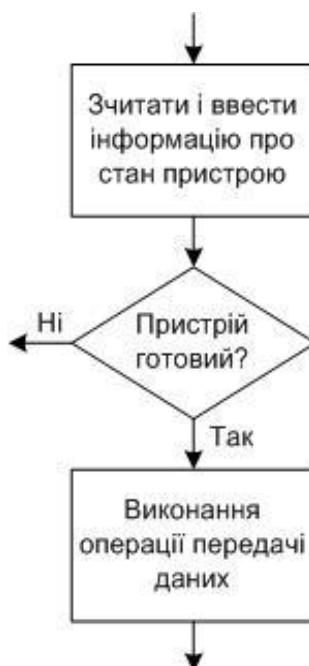 Зчитати і ввести
інформацію про
стан пристрою
Ні
Пристрій
готовий?
Так
Виконання
операції передачі
даних